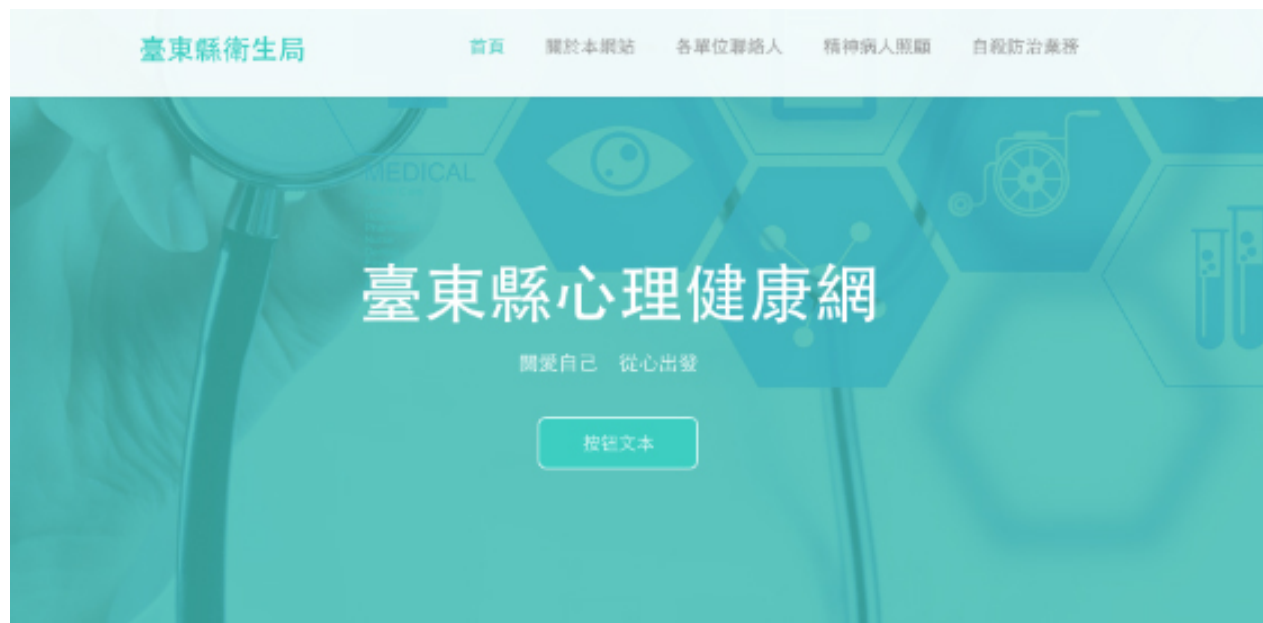 臺東縣衛生局
首頁 關於本網站 各單位聯絡人 精神病人照顧 自殺防治業務
MEDICAL
臺東縣心理健康網
關愛自己 從心出發
按钮文本